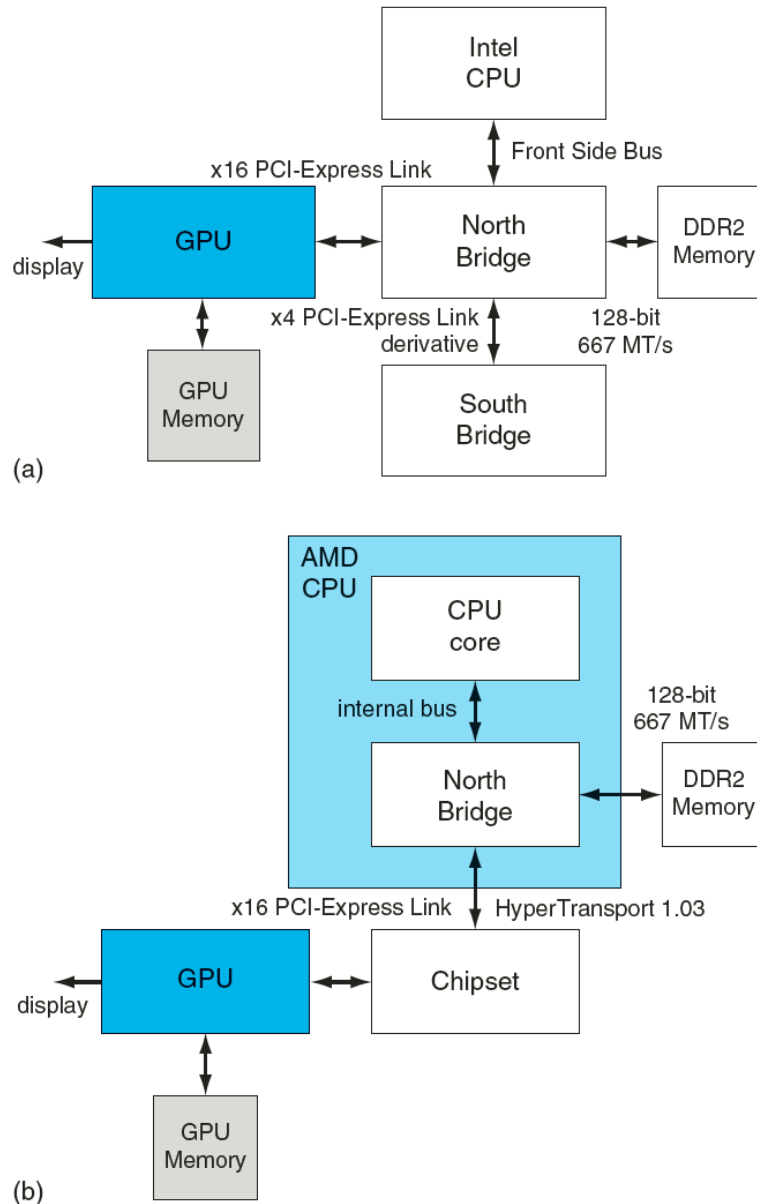 Intel
CPU
Front Side Bus
x16 PCI-Express Link
GPU
North
Bridge
DDR2
Memory
display
x4 PCI-Express Link
derivative
128-bit
667 MT/s
GPU
Memory
South
Bridge
(a)
AMD
CPU
CPU
core
internal bus
128-bit
667 MT/s
North
Bridge
DDR2
Memory
x16 PCI-Express Link
HyperTransport 1.03
GPU
Chipset
display
GPU
Memory
(b)